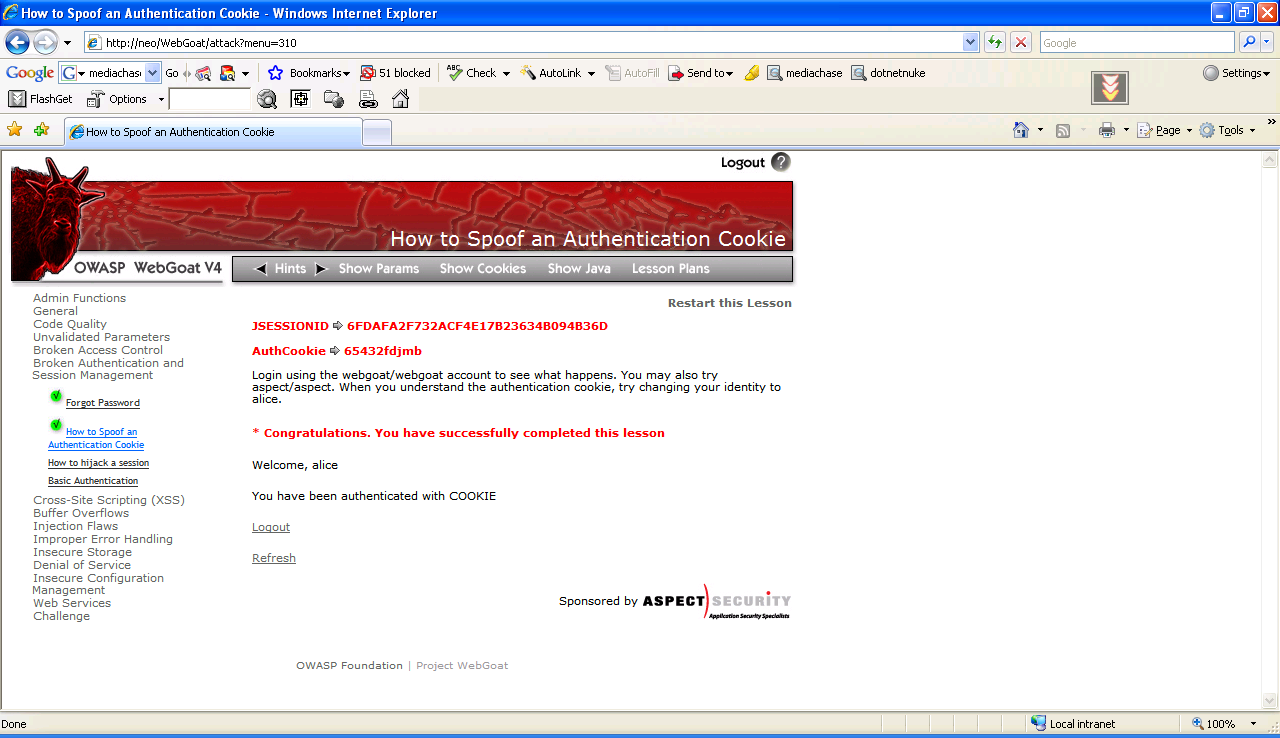 How to Spoof an Authentication Cookie - Windows Internet Explorer
http://neo/WebGoat/attack?menu=310
Google
Google G mediachas Go Bookmarks 51 blocked ABC Check AutoLink AutoFill Send to mediachase dotnetnuke Settings
FlashGet Options
How to Spoof an Authentication Cookie Page Tools
Logout ?
How to Spoof an Authentication Cookie
OWASP WebGoat V4 Hints Show Params Show Cookies Show Java Lesson Plans
Restart this Lesson
Admin Functions
General
Code Quality
Unvalidated Parameters
Broken Access Control
Broken Authentication and
Session Management
Forgot Password
How to Spoof an
Authentication Cookie
How to hijack a session
Basic Authentication
Cross-Site Scripting (XSS)
Buffer Overflows
Injection Flaws
Improper Error Handling
Insecure Storage
Denial of Service
Insecure Configuration
Management
Web Services
Challenge
JSESSIONID ⇨ 6FDAFA2F732ACF4E17B23634B094B36D
AuthCookie ⇨ 65432fdjmb
Login using the webgoat/webgoat account to see what happens. You may also try
aspect/aspect. When you understand the authentication cookie, try changing your identity to
alice.
* Congratulations. You have successfully completed this lesson
Welcome, alice
You have been authenticated with COOKIE
Logout
Refresh
Sponsored by ASPECT SECURITY
Application Security Specialists
OWASP Foundation | Project WebGoat
Done Local intranet 100%